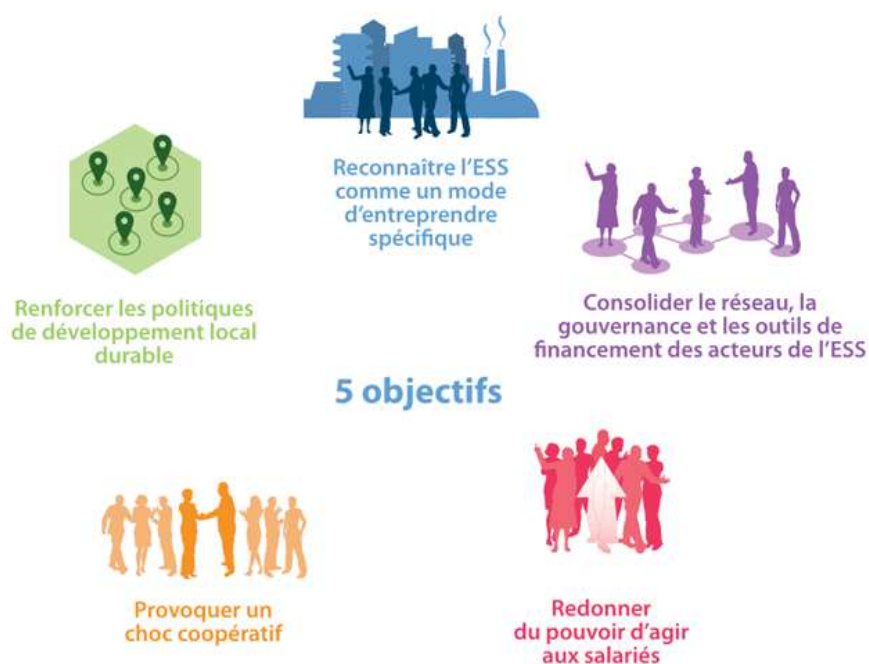 Reconnaître l'ESS
comme un mode
d'entreprendre
spécifique
Consolider le réseau, la
gouvernance et les outils de
financement des acteurs de l'ESS
Renforcer les politiques
de développement local
durable
5 objectifs
Provoquer un
choc coopératif
Redonner
du pouvoir d'agir
aux salariés